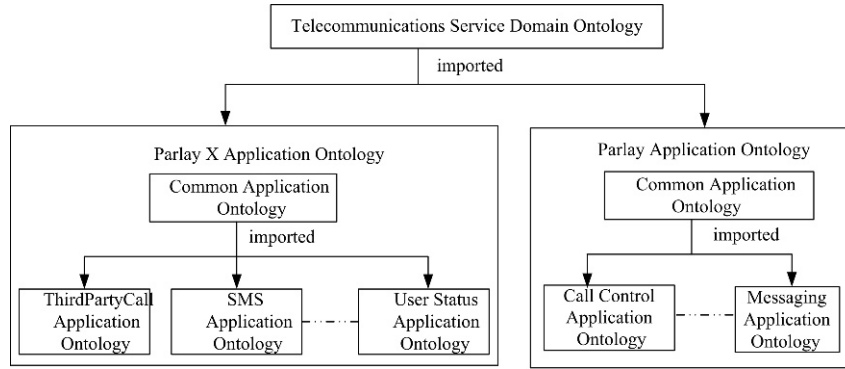 Telecommunications Service Domain Ontology
imported
Parlay X Application Ontology
Common Application
Ontology
imported
ThirdPartyCall
Application
Ontology
SMS
Application
Ontology
User Status
Application
Ontology
Parlay Application Ontology
Common Application
Ontology
imported
Call Control
Application
Ontology
Messaging
Application
Ontology